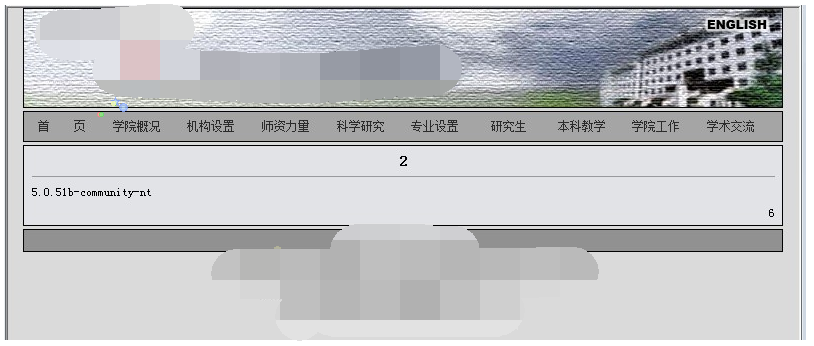 ENGLISH
首 页 学院概况 机构设置 师资力量 科学研究 专业设置 研究生 本科教学 学院工作 学术交流
2
5.0.51b-community-nt
6